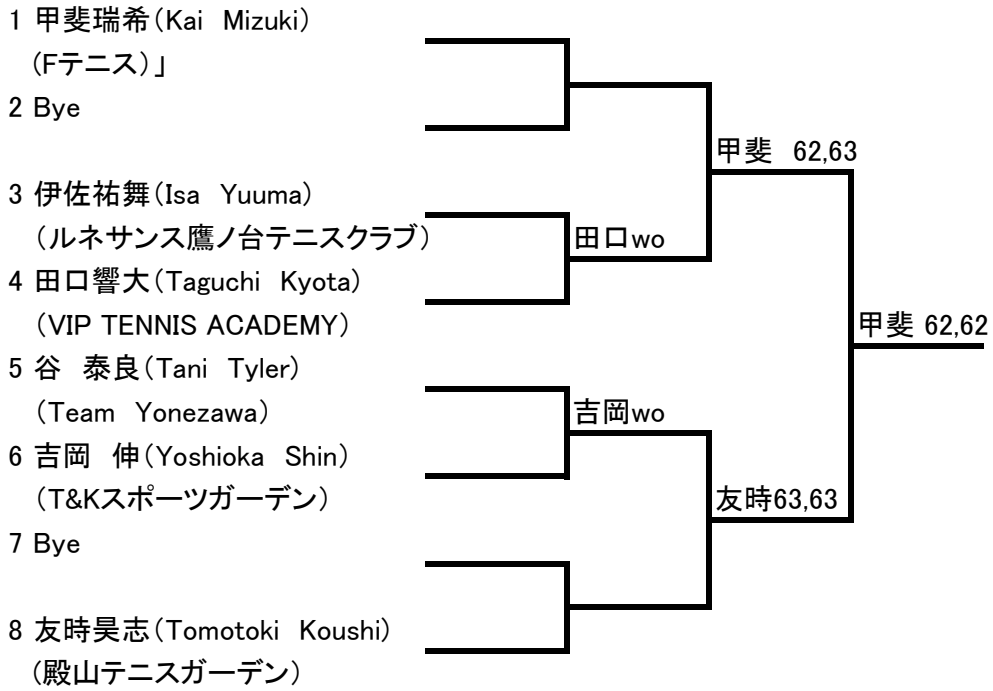 1 甲斐瑞希(Kai Mizuki)
(Fテニス)」
2 Bye
甲斐 62,63
3 伊佐祐舞(Isa Yuuma)
(ルネサンス鷹ノ台テニスクラブ)
田口wo
4 田口響大(Taguchi Kyota)
(VIP TENNIS ACADEMY)
甲斐 62,62
5 谷 泰良(Tani Tyler)
(Team Yonezawa)
吉岡wo
6 吉岡 伸(Yoshioka Shin)
(T&Kスポーツガーデン)
友時63,63
7 Bye
8 友時昊志(Tomotoki Koushi)
(殿山テニスガーデン)